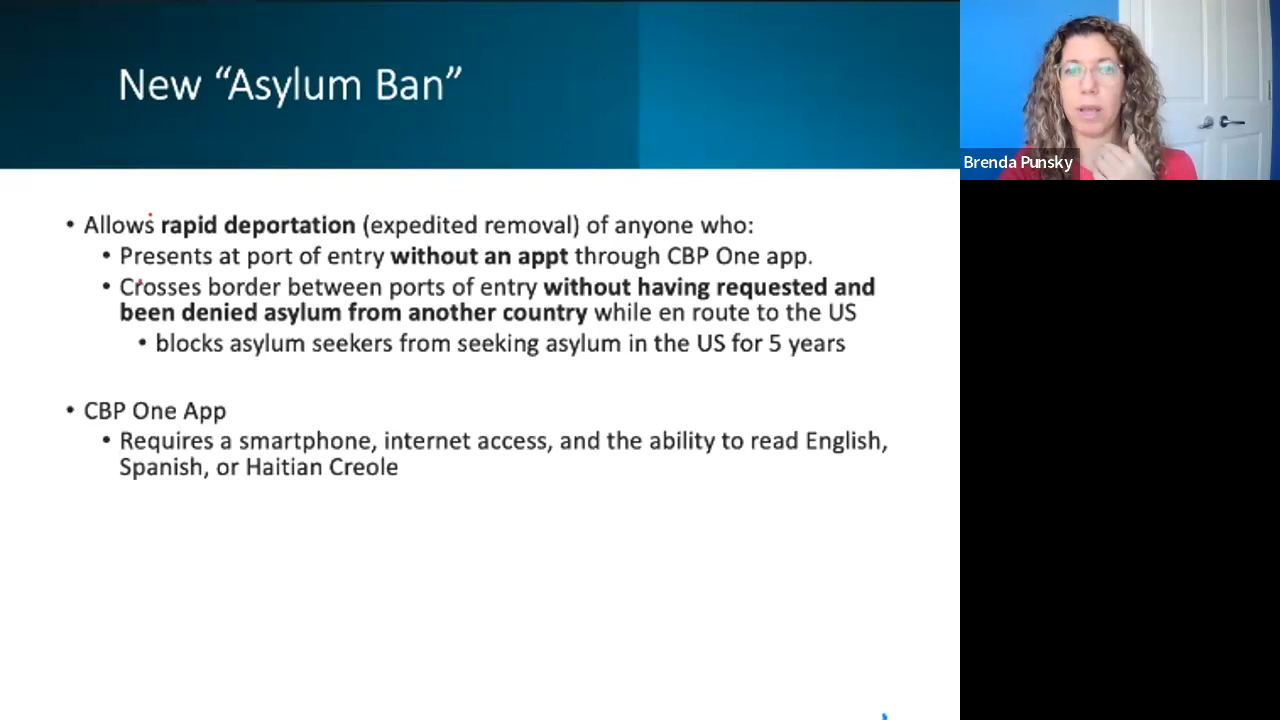 New “Asylum Ban”
Brenda Punsky
• Allows rapid deportation (expedited removal) of anyone who:
• Presents at port of entry without an appt through CBP One app.
• Crosses border between ports of entry without having requested and
been denied asylum from another country while en route to the US
• blocks asylum seekers from seeking asylum in the US for 5 years
• CBP One App
• Requires a smartphone, internet access, and the ability to read English,
Spanish, or Haitian Creole